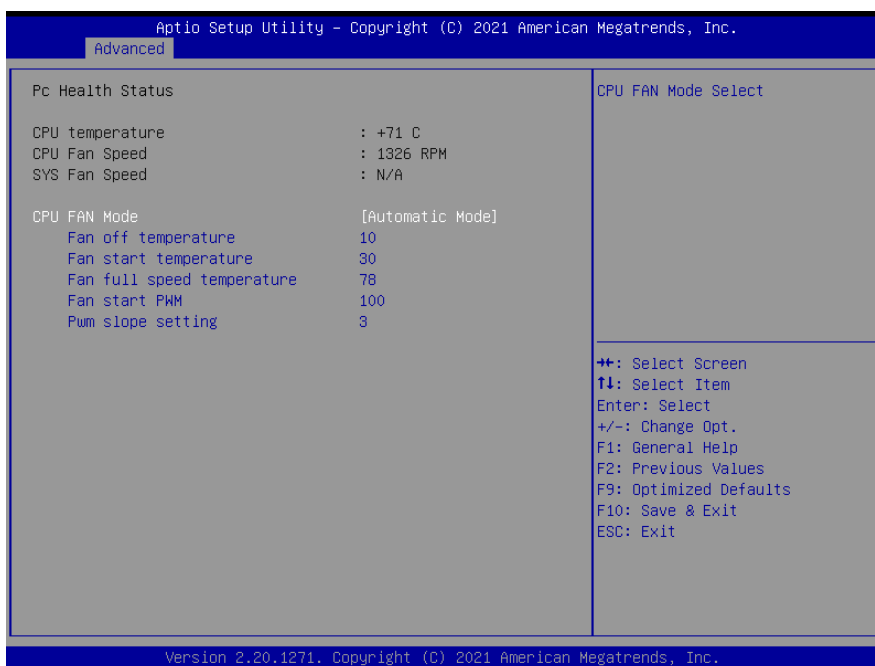 Aptio Setup Utility – Copyright (C) 2021 American Megatrends, Inc.
Advanced
Pc Health Status
CPU temperature : +71 C
CPU Fan Speed : 1326 RPM
SYS Fan Speed : N/A
CPU FAN Mode [Automatic Mode]
Fan off temperature 10
Fan start temperature 30
Fan full speed temperature 78
Fan start PWM 100
Pwm slope setting 3
CPU FAN Mode Select
→←: Select Screen
↑↓: Select Item
Enter: Select
+/-: Change Opt.
F1: General Help
F2: Previous Values
F9: Optimized Defaults
F10: Save & Exit
ESC: Exit
Version 2.20.1271. Copyright (C) 2021 American Megatrends, Inc.